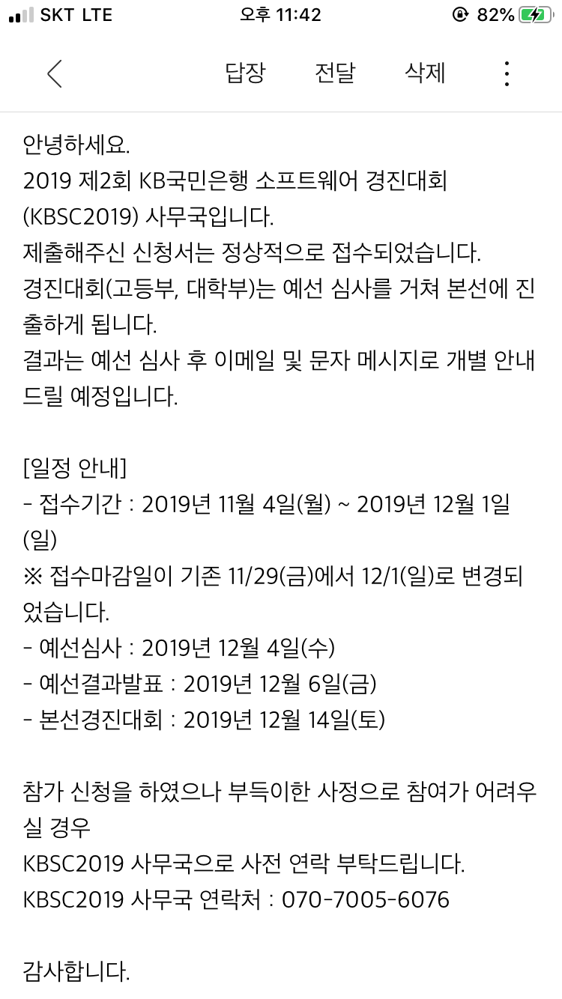 SKT LTE 오후 11:42 82%
답장 전달 삭제
안녕하세요.
2019 제2회 KB국민은행 소프트웨어 경진대회
(KBSC2019) 사무국입니다.
제출해주신 신청서는 정상적으로 접수되었습니다.
경진대회(고등부, 대학부)는 예선 심사를 거쳐 본선에 진
출하게 됩니다.
결과는 예선 심사 후 이메일 및 문자 메시지로 개별 안내
드릴 예정입니다.
[일정 안내]
- 접수기간 : 2019년 11월 4일(월) ~ 2019년 12월 1일
(일)
※ 접수마감일이 기존 11/29(금)에서 12/1(일)로 변경되
었습니다.
- 예선심사 : 2019년 12월 4일(수)
- 예선결과발표 : 2019년 12월 6일(금)
- 본선경진대회 : 2019년 12월 14일(토)
참가 신청을 하였으나 부득이한 사정으로 참여가 어려우
실 경우
KBSC2019 사무국으로 사전 연락 부탁드립니다.
KBSC2019 사무국 연락처 : 070-7005-6076
감사합니다.